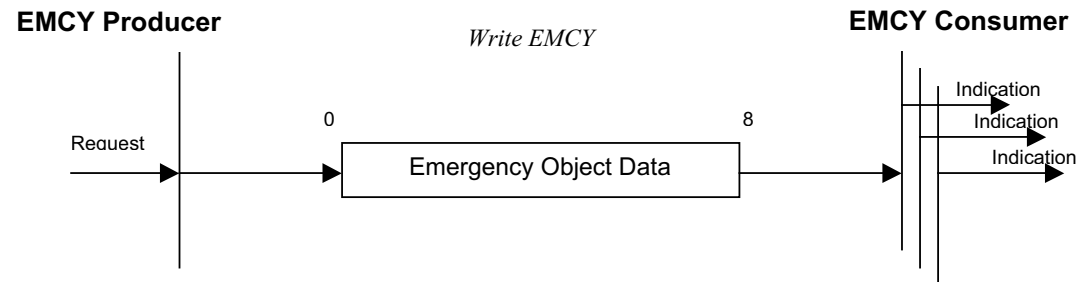 EMCY Producer
Write EMCY
EMCY Consumer
Indication
0
8
Indication
Request
Emergency Object Data
Indication